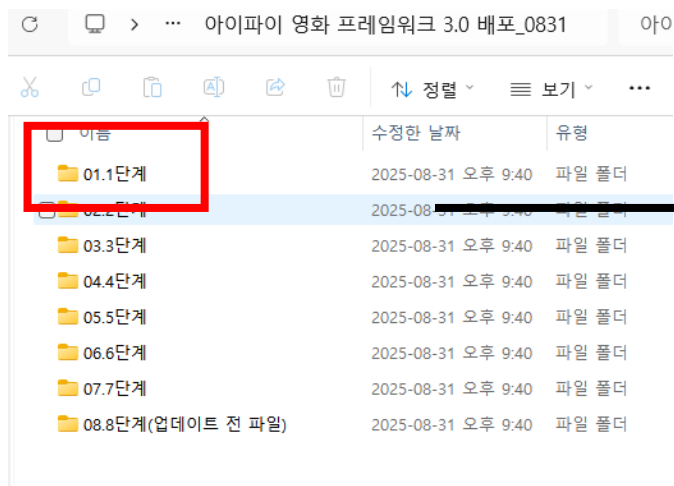 아이파이 영화 프레임워크 3.0 배포_0831 아이
정렬 보기
이름 수정한 날짜 유형
01.1단계 2025-08-31 오후 9:40 파일 폴더
02.2단계 2025-08-31 오후 9:40 파일 폴더
03.3단계 2025-08-31 오후 9:40 파일 폴더
04.4단계 2025-08-31 오후 9:40 파일 폴더
05.5단계 2025-08-31 오후 9:40 파일 폴더
06.6단계 2025-08-31 오후 9:40 파일 폴더
07.7단계 2025-08-31 오후 9:40 파일 폴더
08.8단계(업데이트 전 파일) 2025-08-31 오후 9:40 파일 폴더